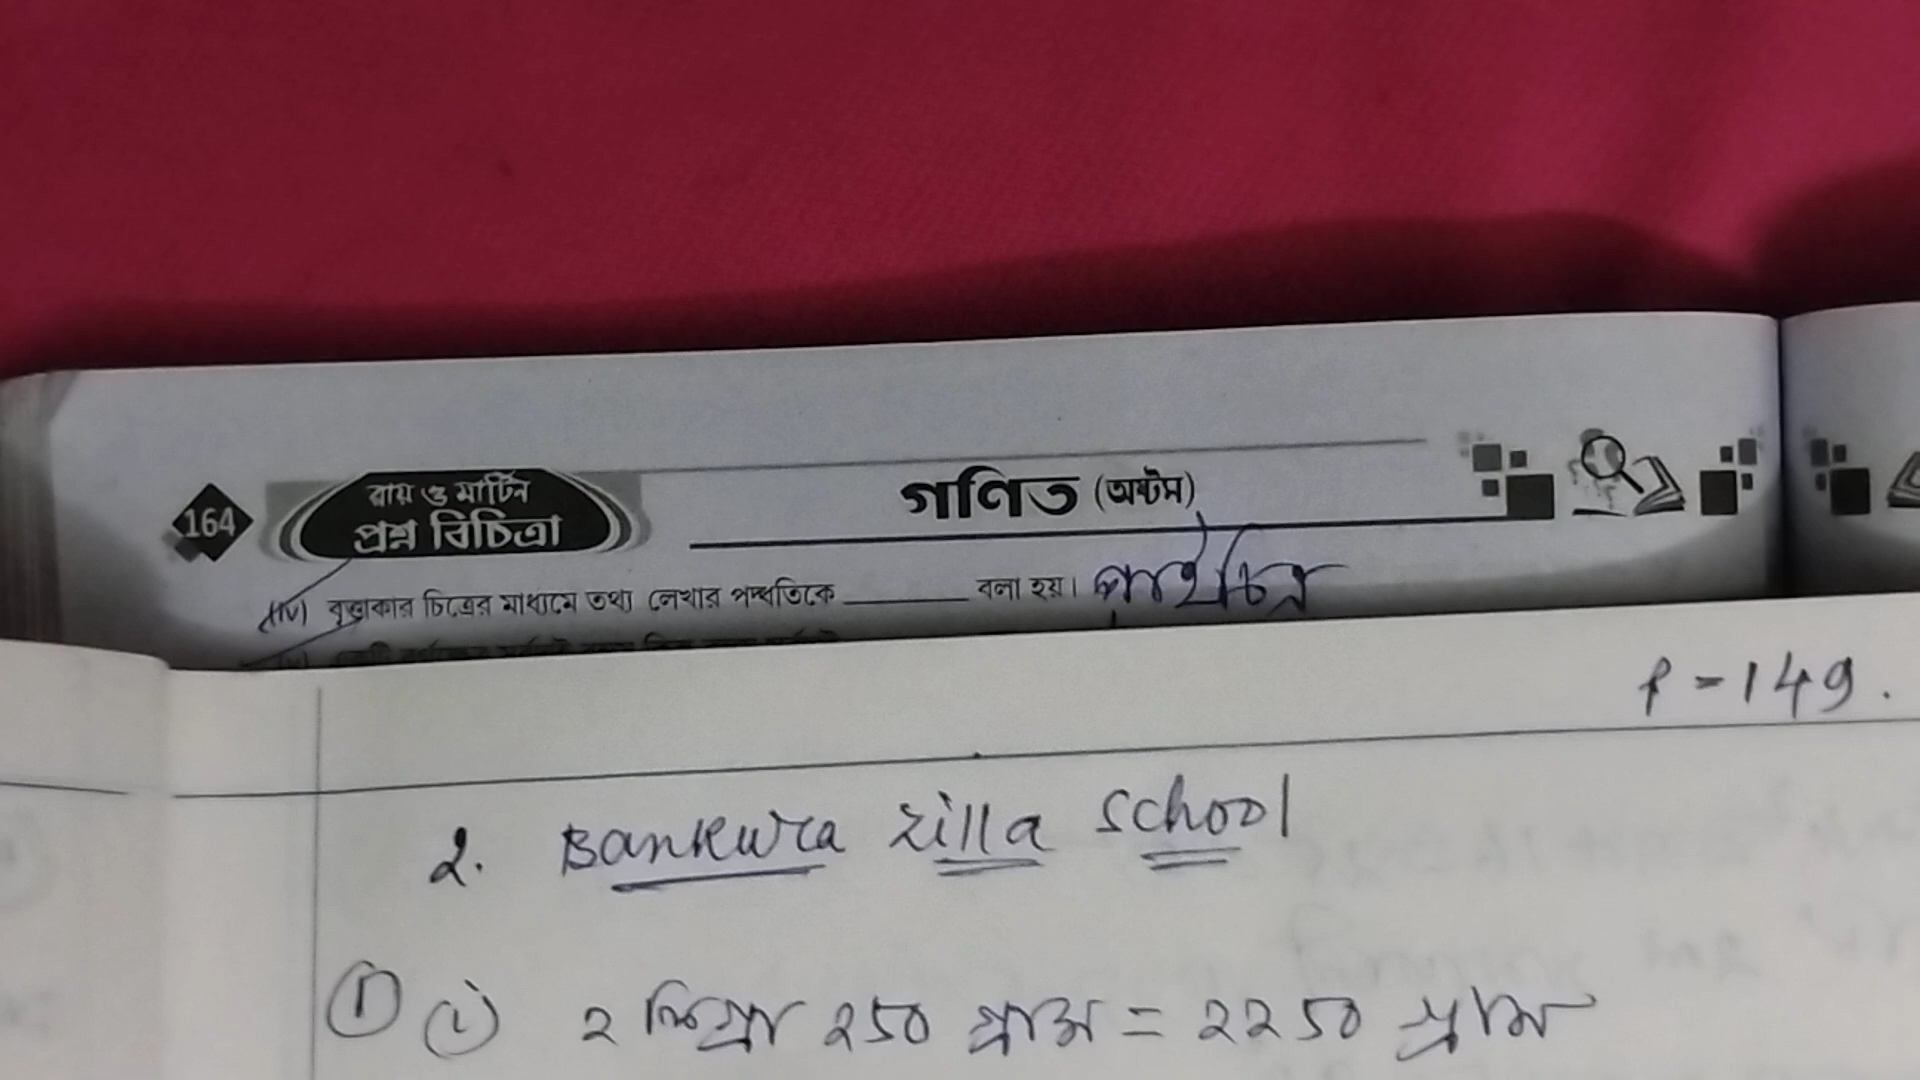 164
রায় ও মার্টিন
প্রশ্ন বিচিত্রা
গণিত (অষ্টম)
(iv) বৃত্তাকার চিত্রের মাধ্যমে তথ্য লেখার পদ্ধতিকে ________ বলা হয়। পাইচিত্র
P = 149.
2. Bankura Zilla School
① (i) 2 কিগ্রা 250 গ্রাম = 2250 গ্রাম